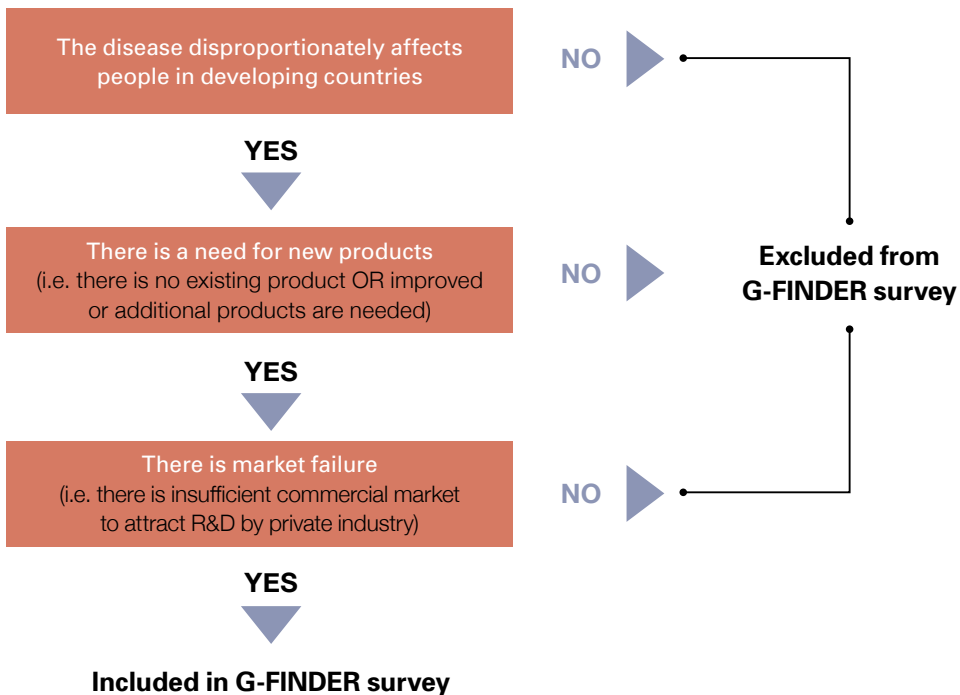 The disease disproportionately affects
people in developing countries
NO
YES
There is a need for new products
(i.e. there is no existing product OR improved
or additional products are needed)
NO
Excluded from
G-FINDER survey
YES
There is market failure
(i.e. there is insufficient commercial market
to attract R&D by private industry)
NO
YES
Included in G-FINDER survey